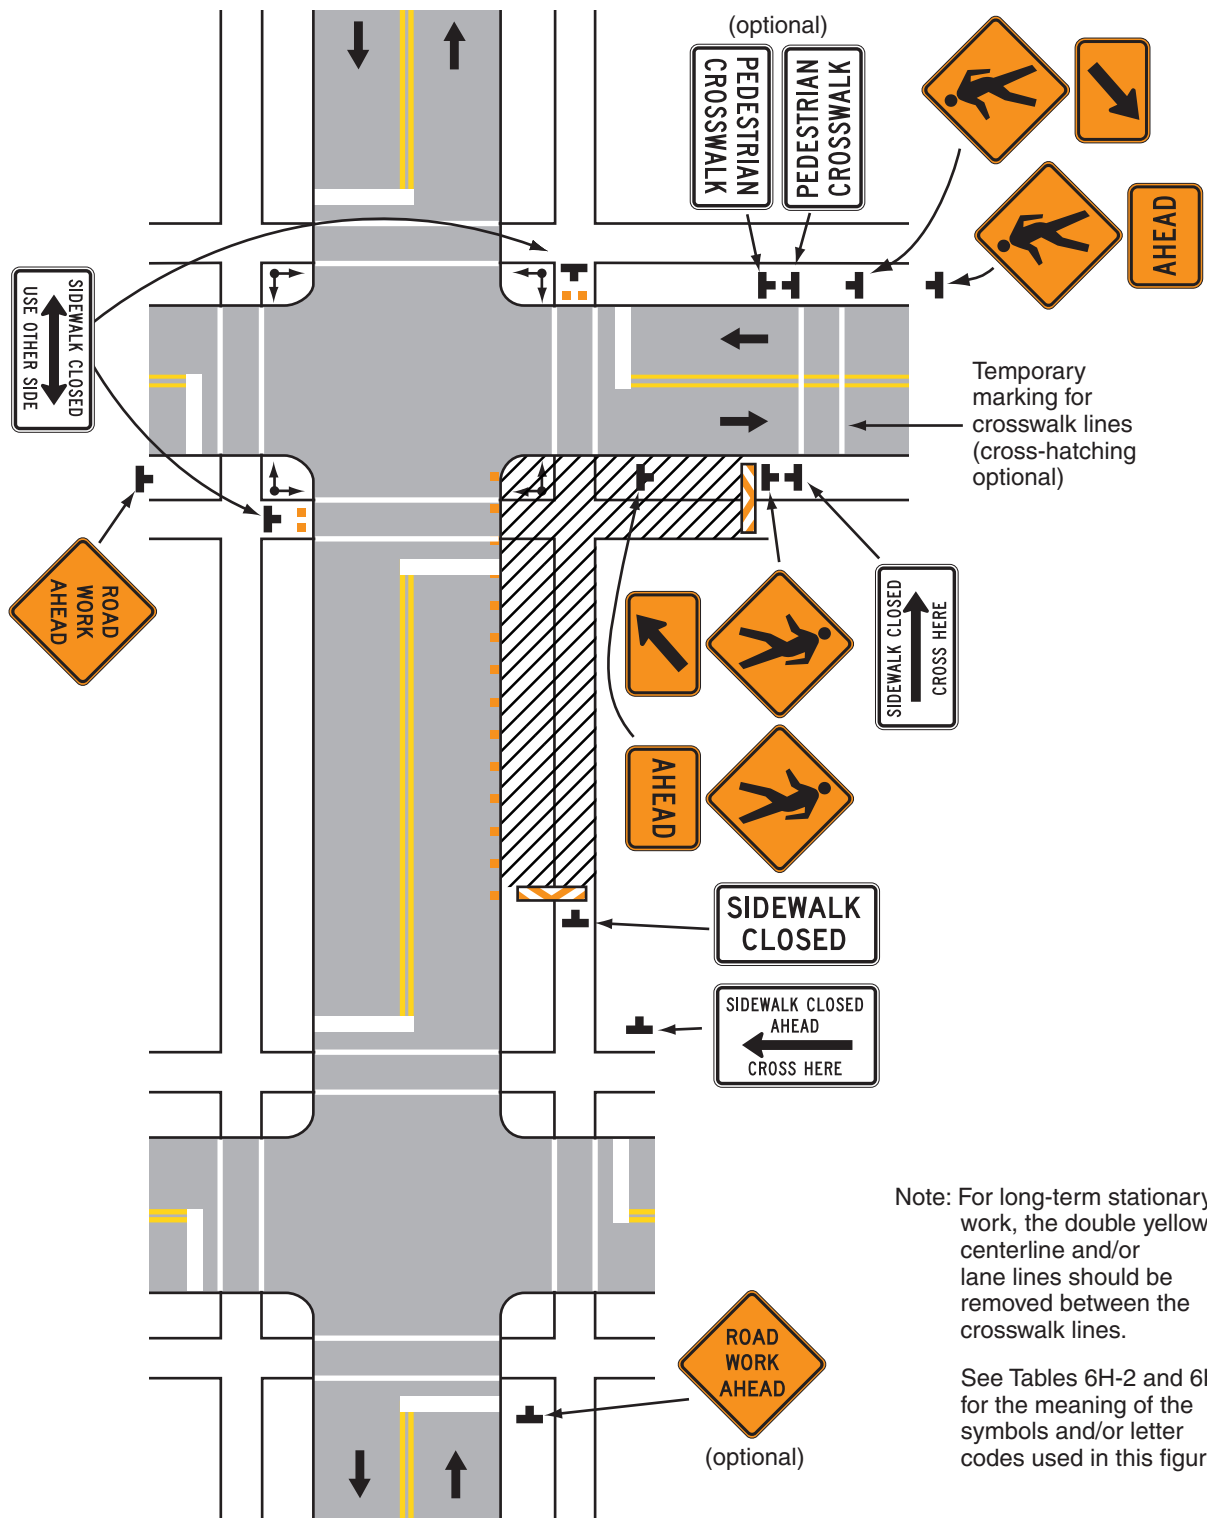 (optional)
PEDESTRIAN
CROSSWALK
PEDESTRIAN
CROSSWALK
AHEAD
SIDEWALK CLOSED
USE OTHER SIDE
Temporary
marking for
crosswalk lines
(cross-hatching
optional)
ROAD
WORK
AHEAD
SIDEWALK CLOSED
CROSS HERE
AHEAD
SIDEWALK
CLOSED
SIDEWALK CLOSED
AHEAD
CROSS HERE
Note: For long-term stationary
work, the double yellow
centerline and/or
lane lines should be
removed between the
crosswalk lines.
ROAD
WORK
AHEAD
(optional)
See Tables 6H-2 and
for the meaning of the
symbols and/or letter
codes used in this figur